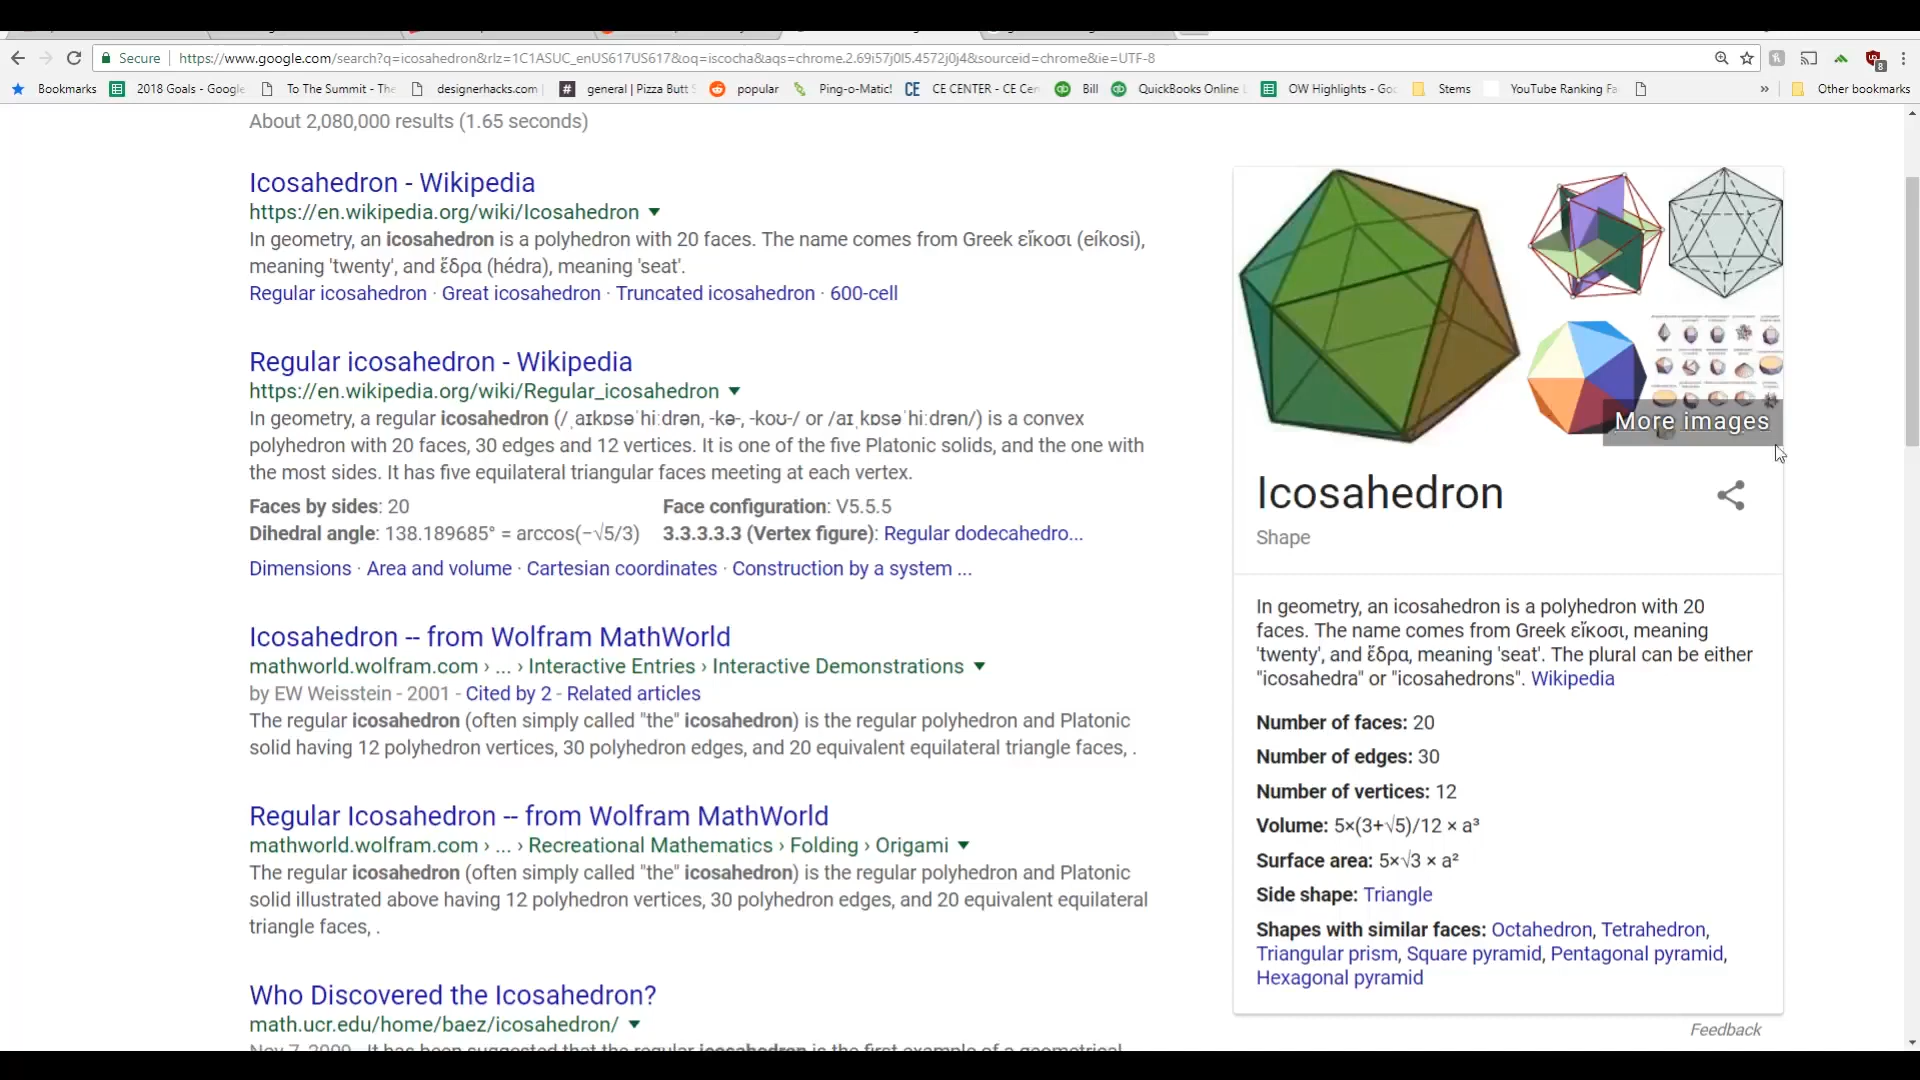 Secure https://www.google.com/search?q=icosahedron&rlz=1C1ASUC_enUS617US617&oq=iscocha&aqs=chrome.2.69i57j0l5.4572j0j4&sourceid=chrome&ie=UTF-8
8
Bookmarks 2018 Goals - Google To The Summit - The designerhacks.com general | Pizza Butt popular Ping-o-Matic! CE CENTER - CE Cen Bill QuickBooks Online OW Highlights - Goo Stems YouTube Ranking Fa » Other bookmarks
About 2,080,000 results (1.65 seconds)
Icosahedron - Wikipedia
https://en.wikipedia.org/wiki/Icosahedron
In geometry, an icosahedron is a polyhedron with 20 faces. The name comes from Greek εἴκοσι (eíkosi),
meaning 'twenty', and ἕδρα (hédra), meaning 'seat'.
Regular icosahedron · Great icosahedron · Truncated icosahedron · 600-cell
Regular icosahedron - Wikipedia
https://en.wikipedia.org/wiki/Regular_icosahedron
In geometry, a regular icosahedron (/ˌaɪkɒsəˈhiːdrən, -kə-, -koʊ-/ or /aɪˌkɒsəˈhiːdrən/) is a convex
polyhedron with 20 faces, 30 edges and 12 vertices. It is one of the five Platonic solids, and the one with
the most sides. It has five equilateral triangular faces meeting at each vertex.
Faces by sides: 20 Face configuration: V5.5.5
Dihedral angle: 138.189685° = arccos(−√5/3) 3.3.3.3.3 (Vertex figure): Regular dodecahedro...
Dimensions · Area and volume · Cartesian coordinates · Construction by a system ...
Icosahedron -- from Wolfram MathWorld
mathworld.wolfram.com › ... › Interactive Entries › Interactive Demonstrations
by EW Weisstein - 2001 - Cited by 2 - Related articles
The regular icosahedron (often simply called "the" icosahedron) is the regular polyhedron and Platonic
solid having 12 polyhedron vertices, 30 polyhedron edges, and 20 equivalent equilateral triangle faces, .
Regular Icosahedron -- from Wolfram MathWorld
mathworld.wolfram.com › ... › Recreational Mathematics › Folding › Origami
The regular icosahedron (often simply called "the" icosahedron) is the regular polyhedron and Platonic
solid illustrated above having 12 polyhedron vertices, 30 polyhedron edges, and 20 equivalent equilateral
triangle faces, .
Who Discovered the Icosahedron?
math.ucr.edu/home/baez/icosahedron/
Nov 7, 2009 - It has been suggested that the regular icosahedron is the first example of a geometrical
More images
Icosahedron
Shape
In geometry, an icosahedron is a polyhedron with 20
faces. The name comes from Greek εἴκοσι, meaning
'twenty', and ἕδρα, meaning 'seat'. The plural can be either
"icosahedra" or "icosahedrons". Wikipedia
Number of faces: 20
Number of edges: 30
Number of vertices: 12
Volume: 5×(3+√5)/12 × a³
Surface area: 5×√3 × a²
Side shape: Triangle
Shapes with similar faces: Octahedron, Tetrahedron,
Triangular prism, Square pyramid, Pentagonal pyramid,
Hexagonal pyramid
Feedback